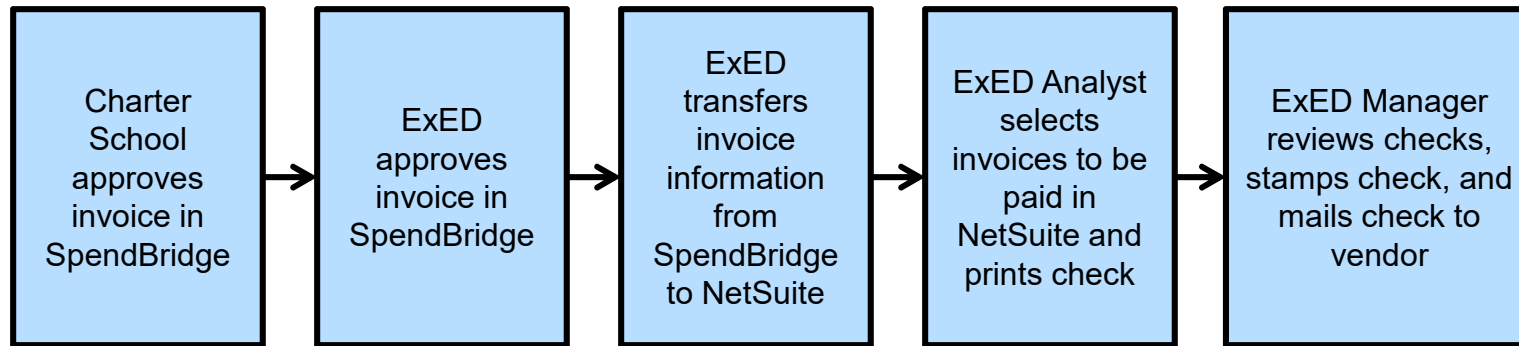 Charter
School
approves
invoice in
SpendBridge
ExED
approves
invoice in
SpendBridge
ExED
transfers
invoice
information
from
SpendBridge
to NetSuite
ExED Analyst
selects
invoices to be
paid in
NetSuite and
prints check
ExED Manager
reviews checks,
stamps check, and
mails check to
vendor